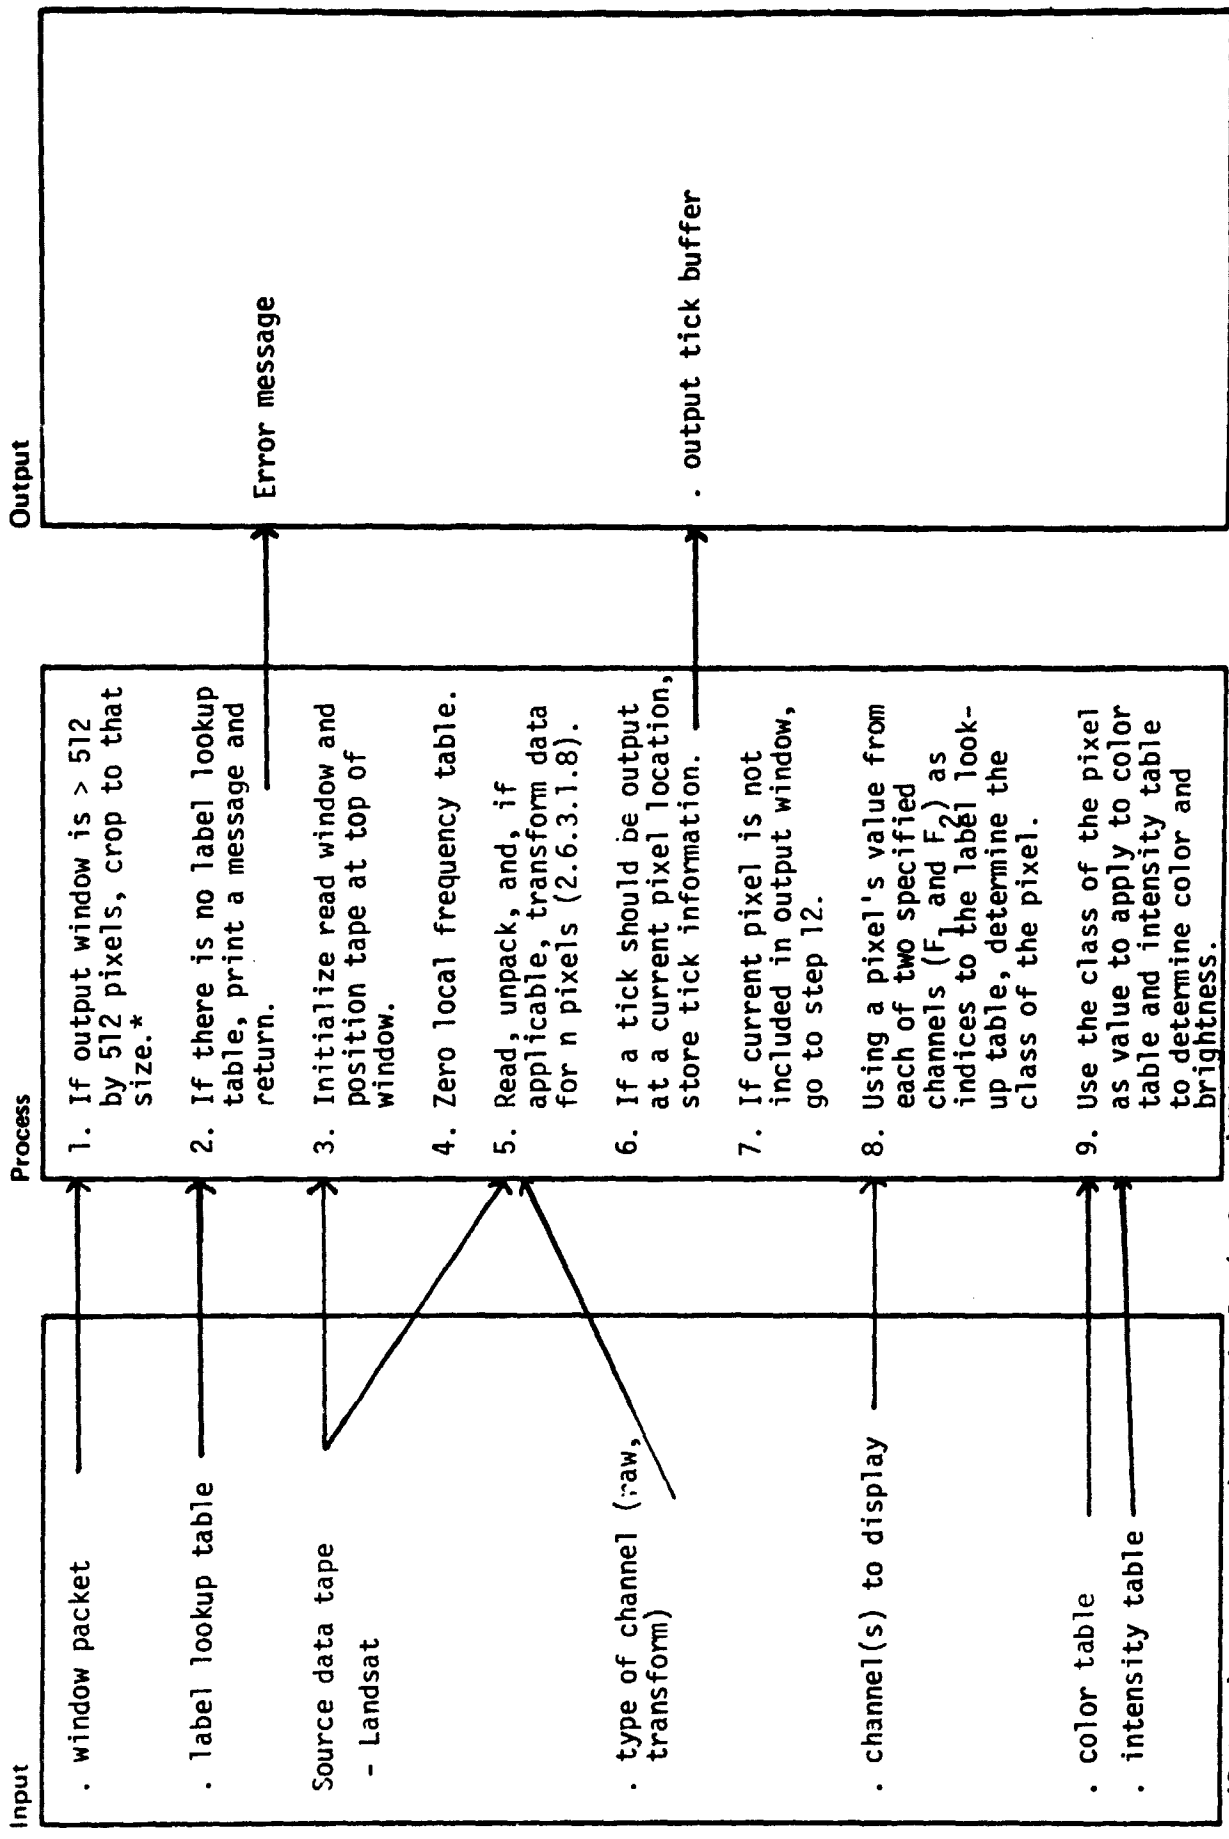 Input
. window packet
. label lookup table
Source data tape
- Landsat
. type of channel (raw,
transform)
. channel(s) to display
. color table
. intensity table
Process
1. If output window is > 512
by 512 pixels, crop to that
size.*
2. If there is no label lookup
table, print a message and
return.
3. Initialize read window and
position tape at top of
window.
4. Zero local frequency table.
5. Read, unpack, and, if
applicable, transform data
for n pixels (2.6.3.1.8).
6. If a tick should be output
at a current pixel location,
store tick information.
7. If current pixel is not
included in output window,
go to step 12.
8. Using a pixel's value from
each of two specified
channels (F1 and F2) as
indices to the label look-
up table, determine the
class of the pixel.
9. Use the class of the pixel
as value to apply to color
table and intensity table
to determine color and
brightness.
Output
Error message
. output tick buffer